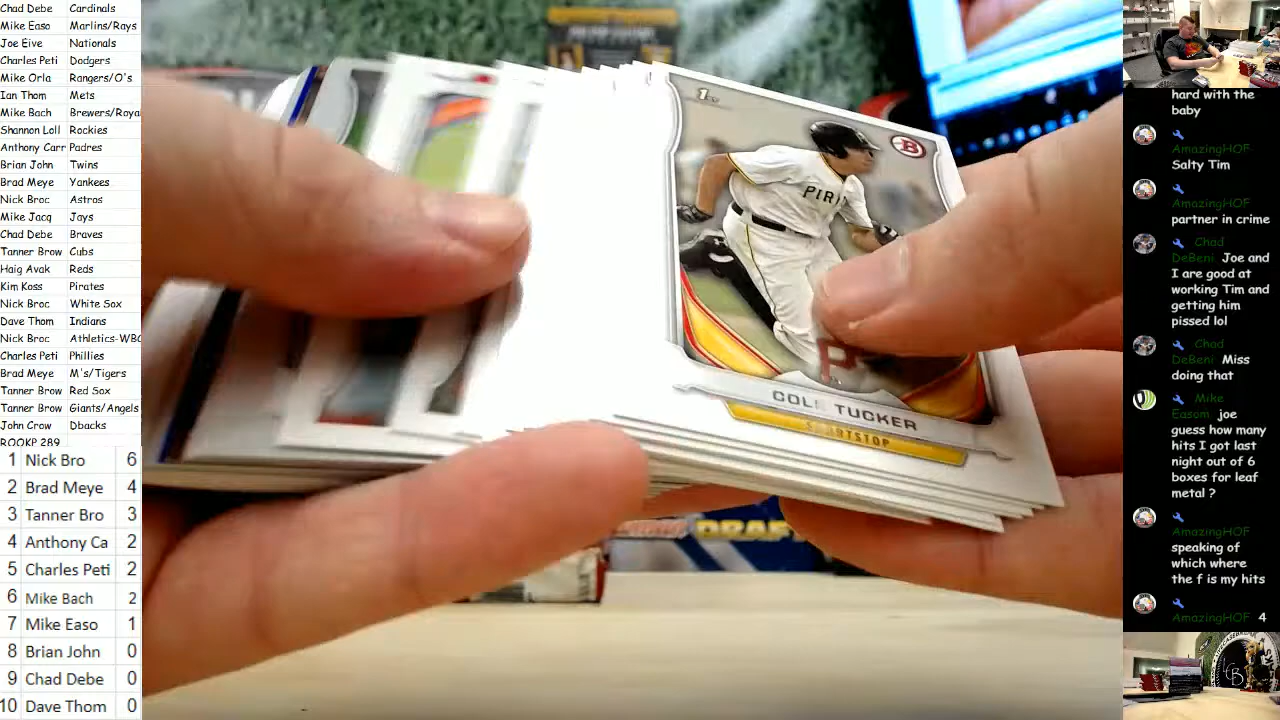 Chad Debe Cardinals
Mike Easo Marlins/Rays
Joe Eive Nationals
Charles Peti Dodgers
Mike Orla Rangers/O's
Ian Thom Mets
Mike Bach Brewers/Roya
Shannon Loll Rockies
Anthony Carr Padres
Brian John Twins
Brad Meye Yankees
Nick Broc Astros
Mike Jacq Jays
Chad Debe Braves
Tanner Brow Cubs
Haig Avak Reds
Kim Koss Pirates
Nick Broc White Sox
Dave Thom Indians
Nick Broc Athletics-WBC
Charles Peti Phillies
Brad Meye M's/Tigers
Tanner Brow Red Sox
Tanner Brow Giants/Angels
John Crow Dbacks
ROOKP 289
1 Nick Bro 6
2 Brad Meye 4
3 Tanner Bro 3
4 Anthony Ca 2
5 Charles Peti 2
6 Mike Bach 2
7 Mike Easo 1
8 Brian John 0
9 Chad Debe 0
10 Dave Thom 0
1st
B
PIR
P
COLE TUCKER
SHORTSTOP
DRAFT
hard with the
baby
AmazingHOF
Salty Tim
AmazingHOF
partner in crime
Chad
DeBeni Joe and
I are good at
working Tim and
getting him
pissed lol
Chad
DeBeni Miss
doing that
Mike
Easom joe
guess how many
hits I got last
night out of 6
boxes for leaf
metal ?
AmazingHOF
speaking of
which where
the f is my hits
AmazingHOF 4